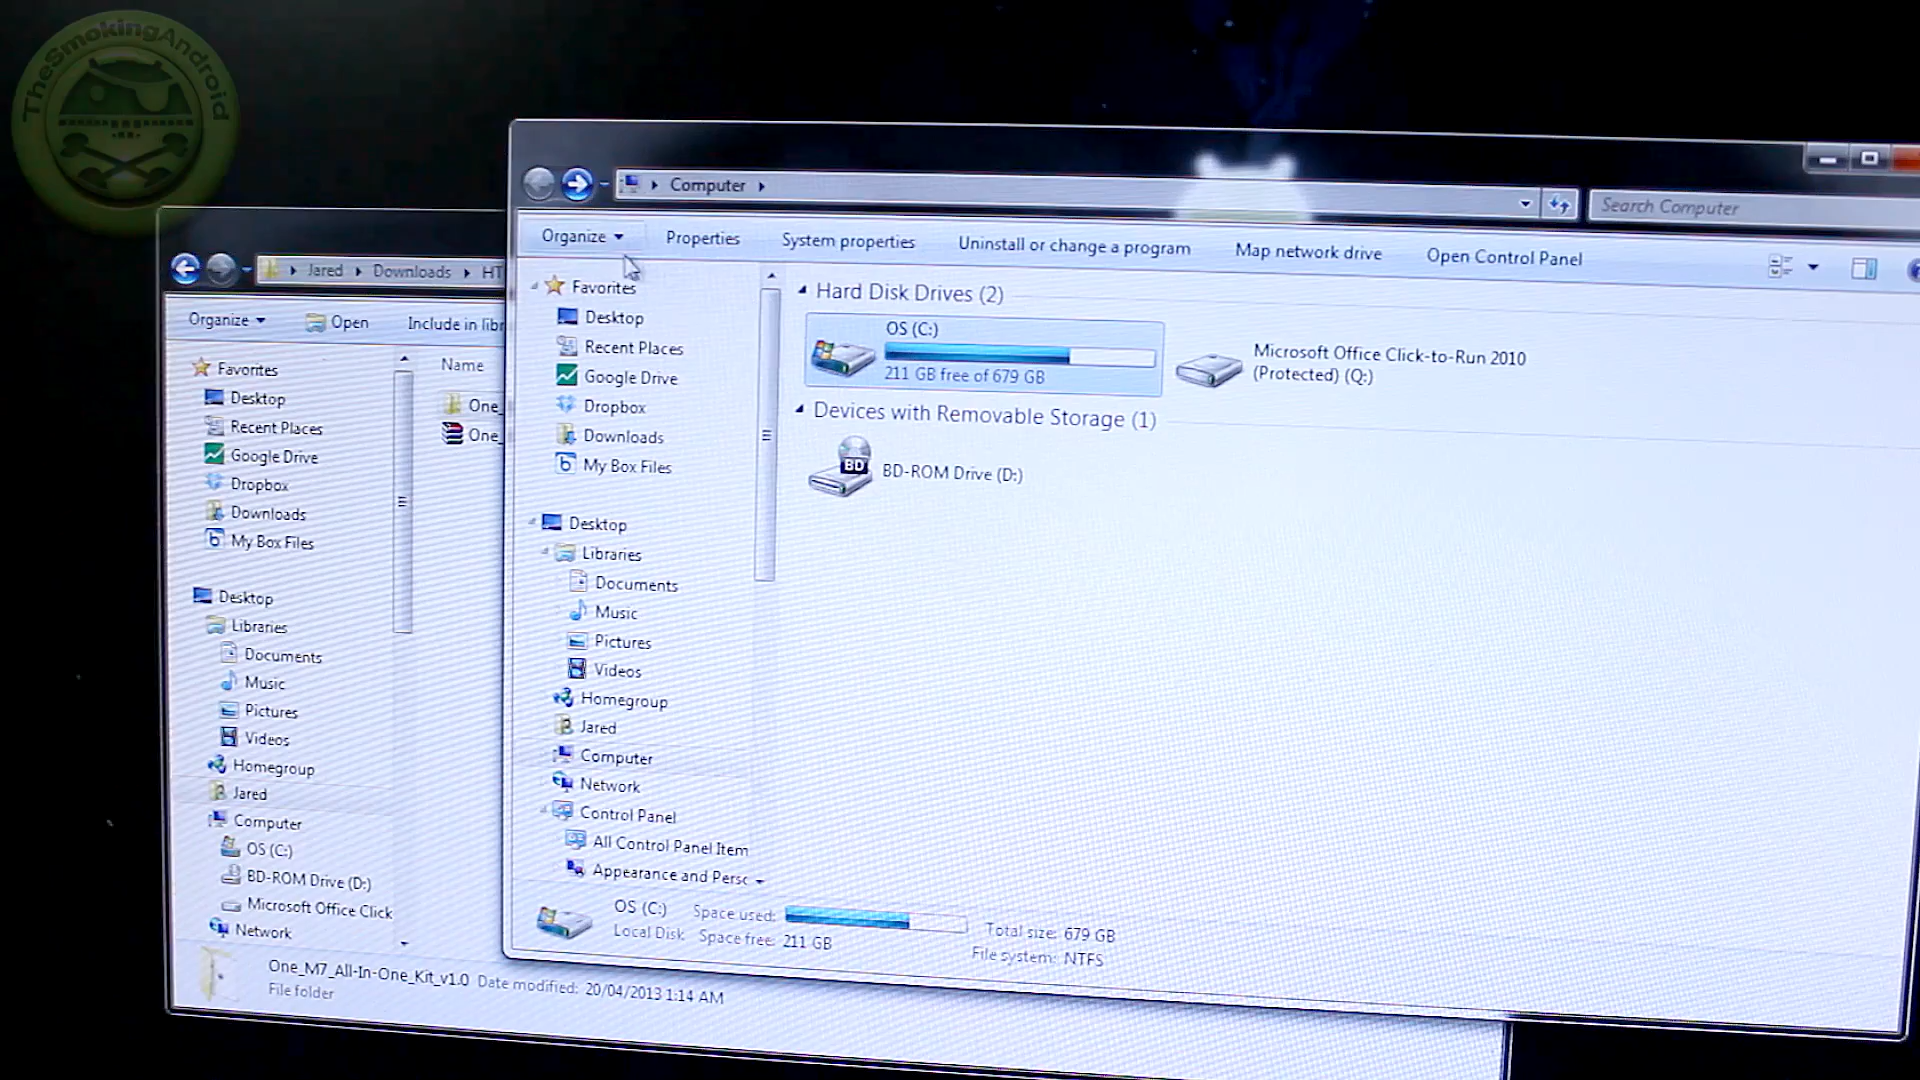 TheSmokingAndroid
Computer
Search Computer
Organize
Properties
System properties
Uninstall or change a program
Map network drive
Open Control Panel
Favorites
Desktop
Recent Places
Google Drive
Dropbox
Downloads
My Box Files
Desktop
Libraries
Documents
Music
Pictures
Videos
Homegroup
Jared
Computer
Network
Control Panel
All Control Panel Item
Appearance and Persc
Hard Disk Drives (2)
OS (C:)
211 GB free of 679 GB
Microsoft Office Click-to-Run 2010
(Protected) (Q:)
Devices with Removable Storage (1)
BD
BD-ROM Drive (D:)
OS (C:) Space used: Total size: 679 GB
Local Disk Space free: 211 GB File system: NTFS
Jared Downloads HT
Organize
Open
Include in libr
Favorites
Desktop
Recent Places
Google Drive
Dropbox
Downloads
My Box Files
Desktop
Libraries
Documents
Music
Pictures
Videos
Homegroup
Jared
Computer
OS (C:)
BD-ROM Drive (D:)
Microsoft Office Click
Network
Name
One_
One_
One_M7_All-In-One_Kit_v1.0 Date modified: 20/04/2013 1:14 AM
File folder